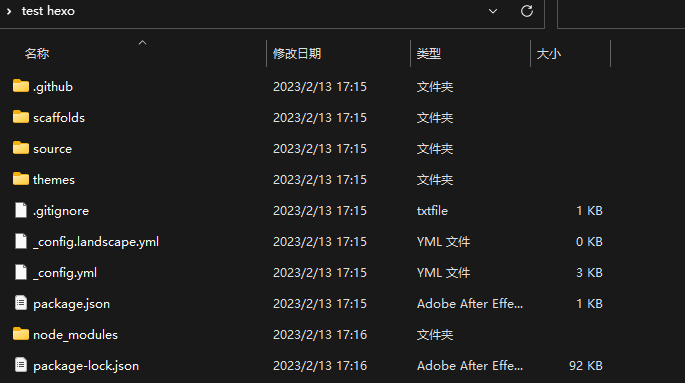 test hexo
名称 修改日期 类型 大小
.github 2023/2/13 17:15 文件夹
scaffolds 2023/2/13 17:15 文件夹
source 2023/2/13 17:15 文件夹
themes 2023/2/13 17:15 文件夹
.gitignore 2023/2/13 17:15 txtfile 1 KB
_config.landscape.yml 2023/2/13 17:15 YML 文件 0 KB
_config.yml 2023/2/13 17:15 YML 文件 3 KB
package.json 2023/2/13 17:15 Adobe After Effe... 1 KB
node_modules 2023/2/13 17:16 文件夹
package-lock.json 2023/2/13 17:16 Adobe After Effe... 92 KB